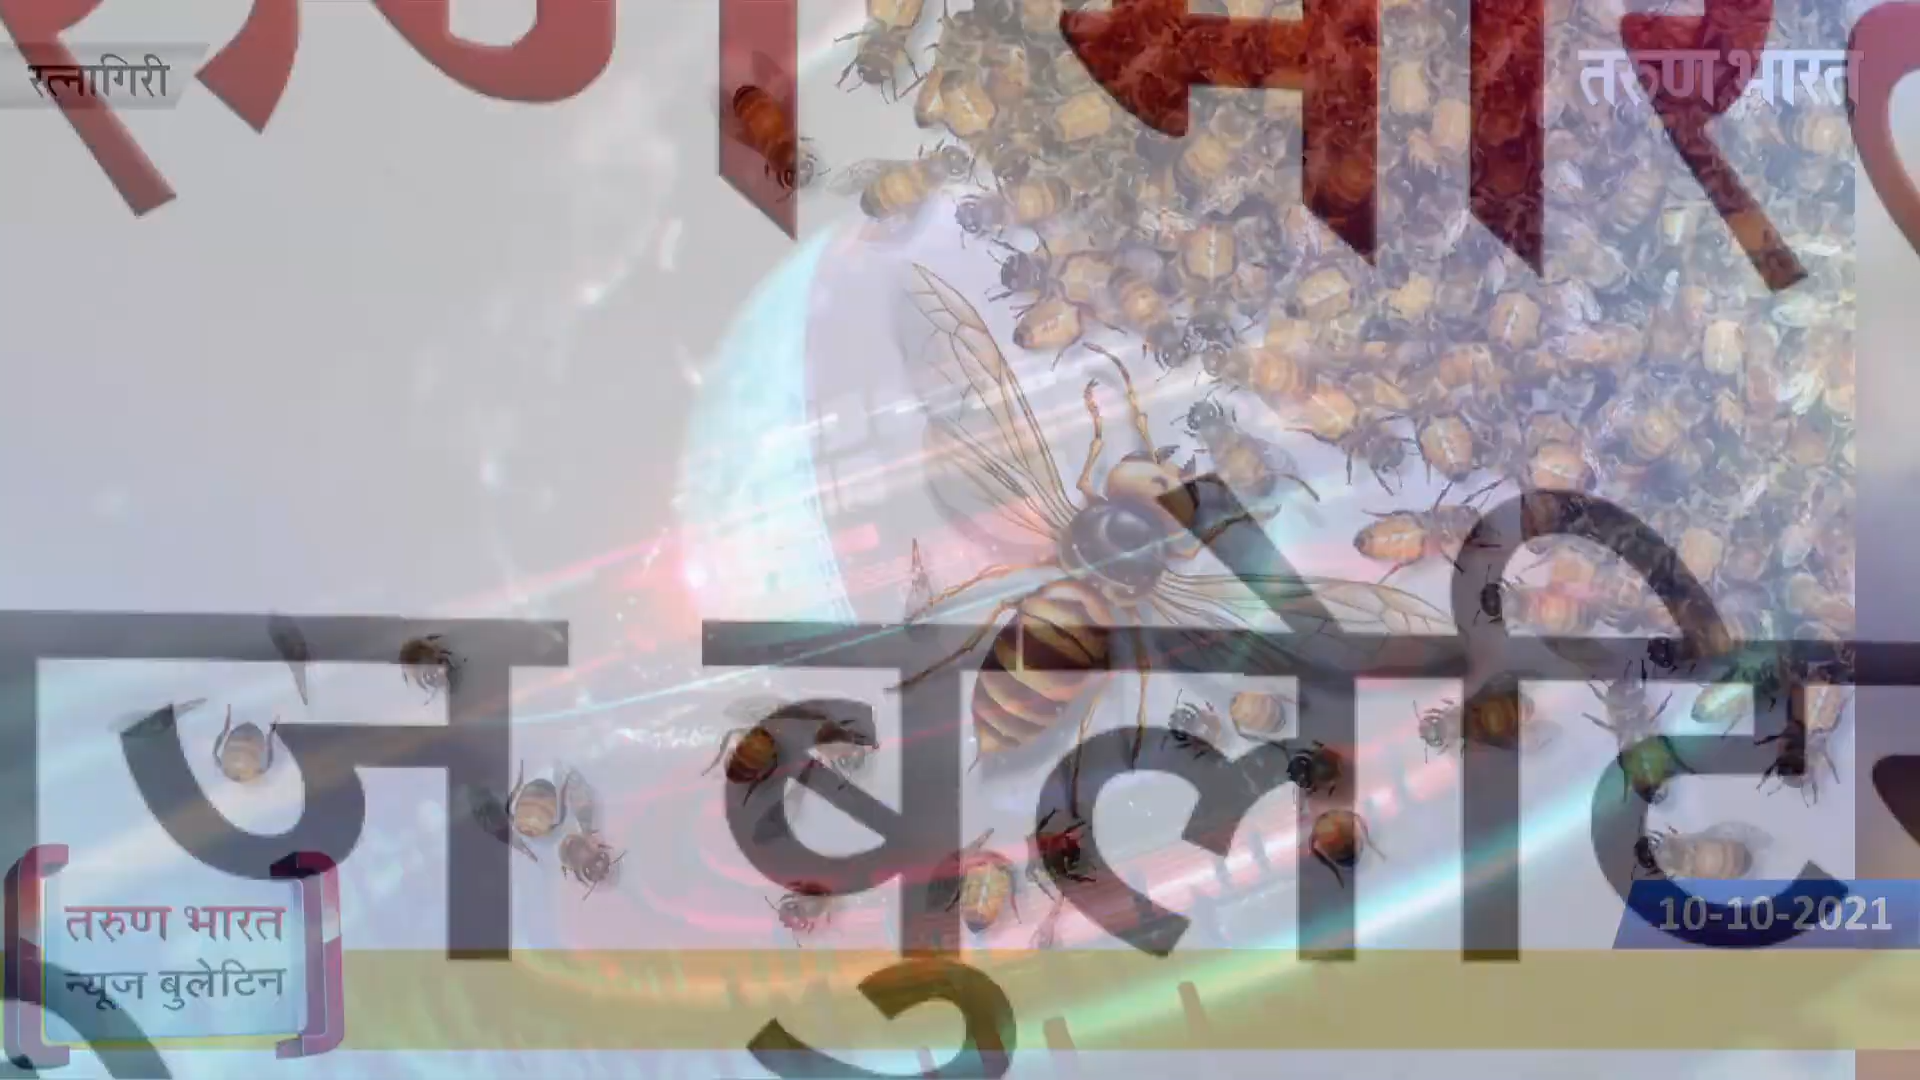 रत्नागिरी
तरुण भारत
10-10-2021
तरुण भारत
न्यूज बुलेटिन